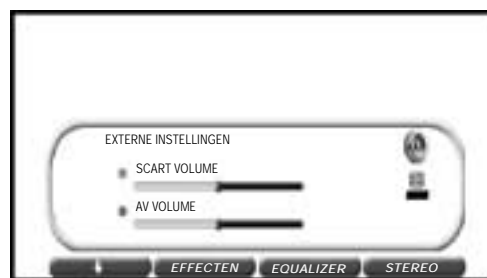 EXTERNE INSTELLINGEN
SCART VOLUME
AV VOLUME
EFFECTEN EQUALIZER STEREO